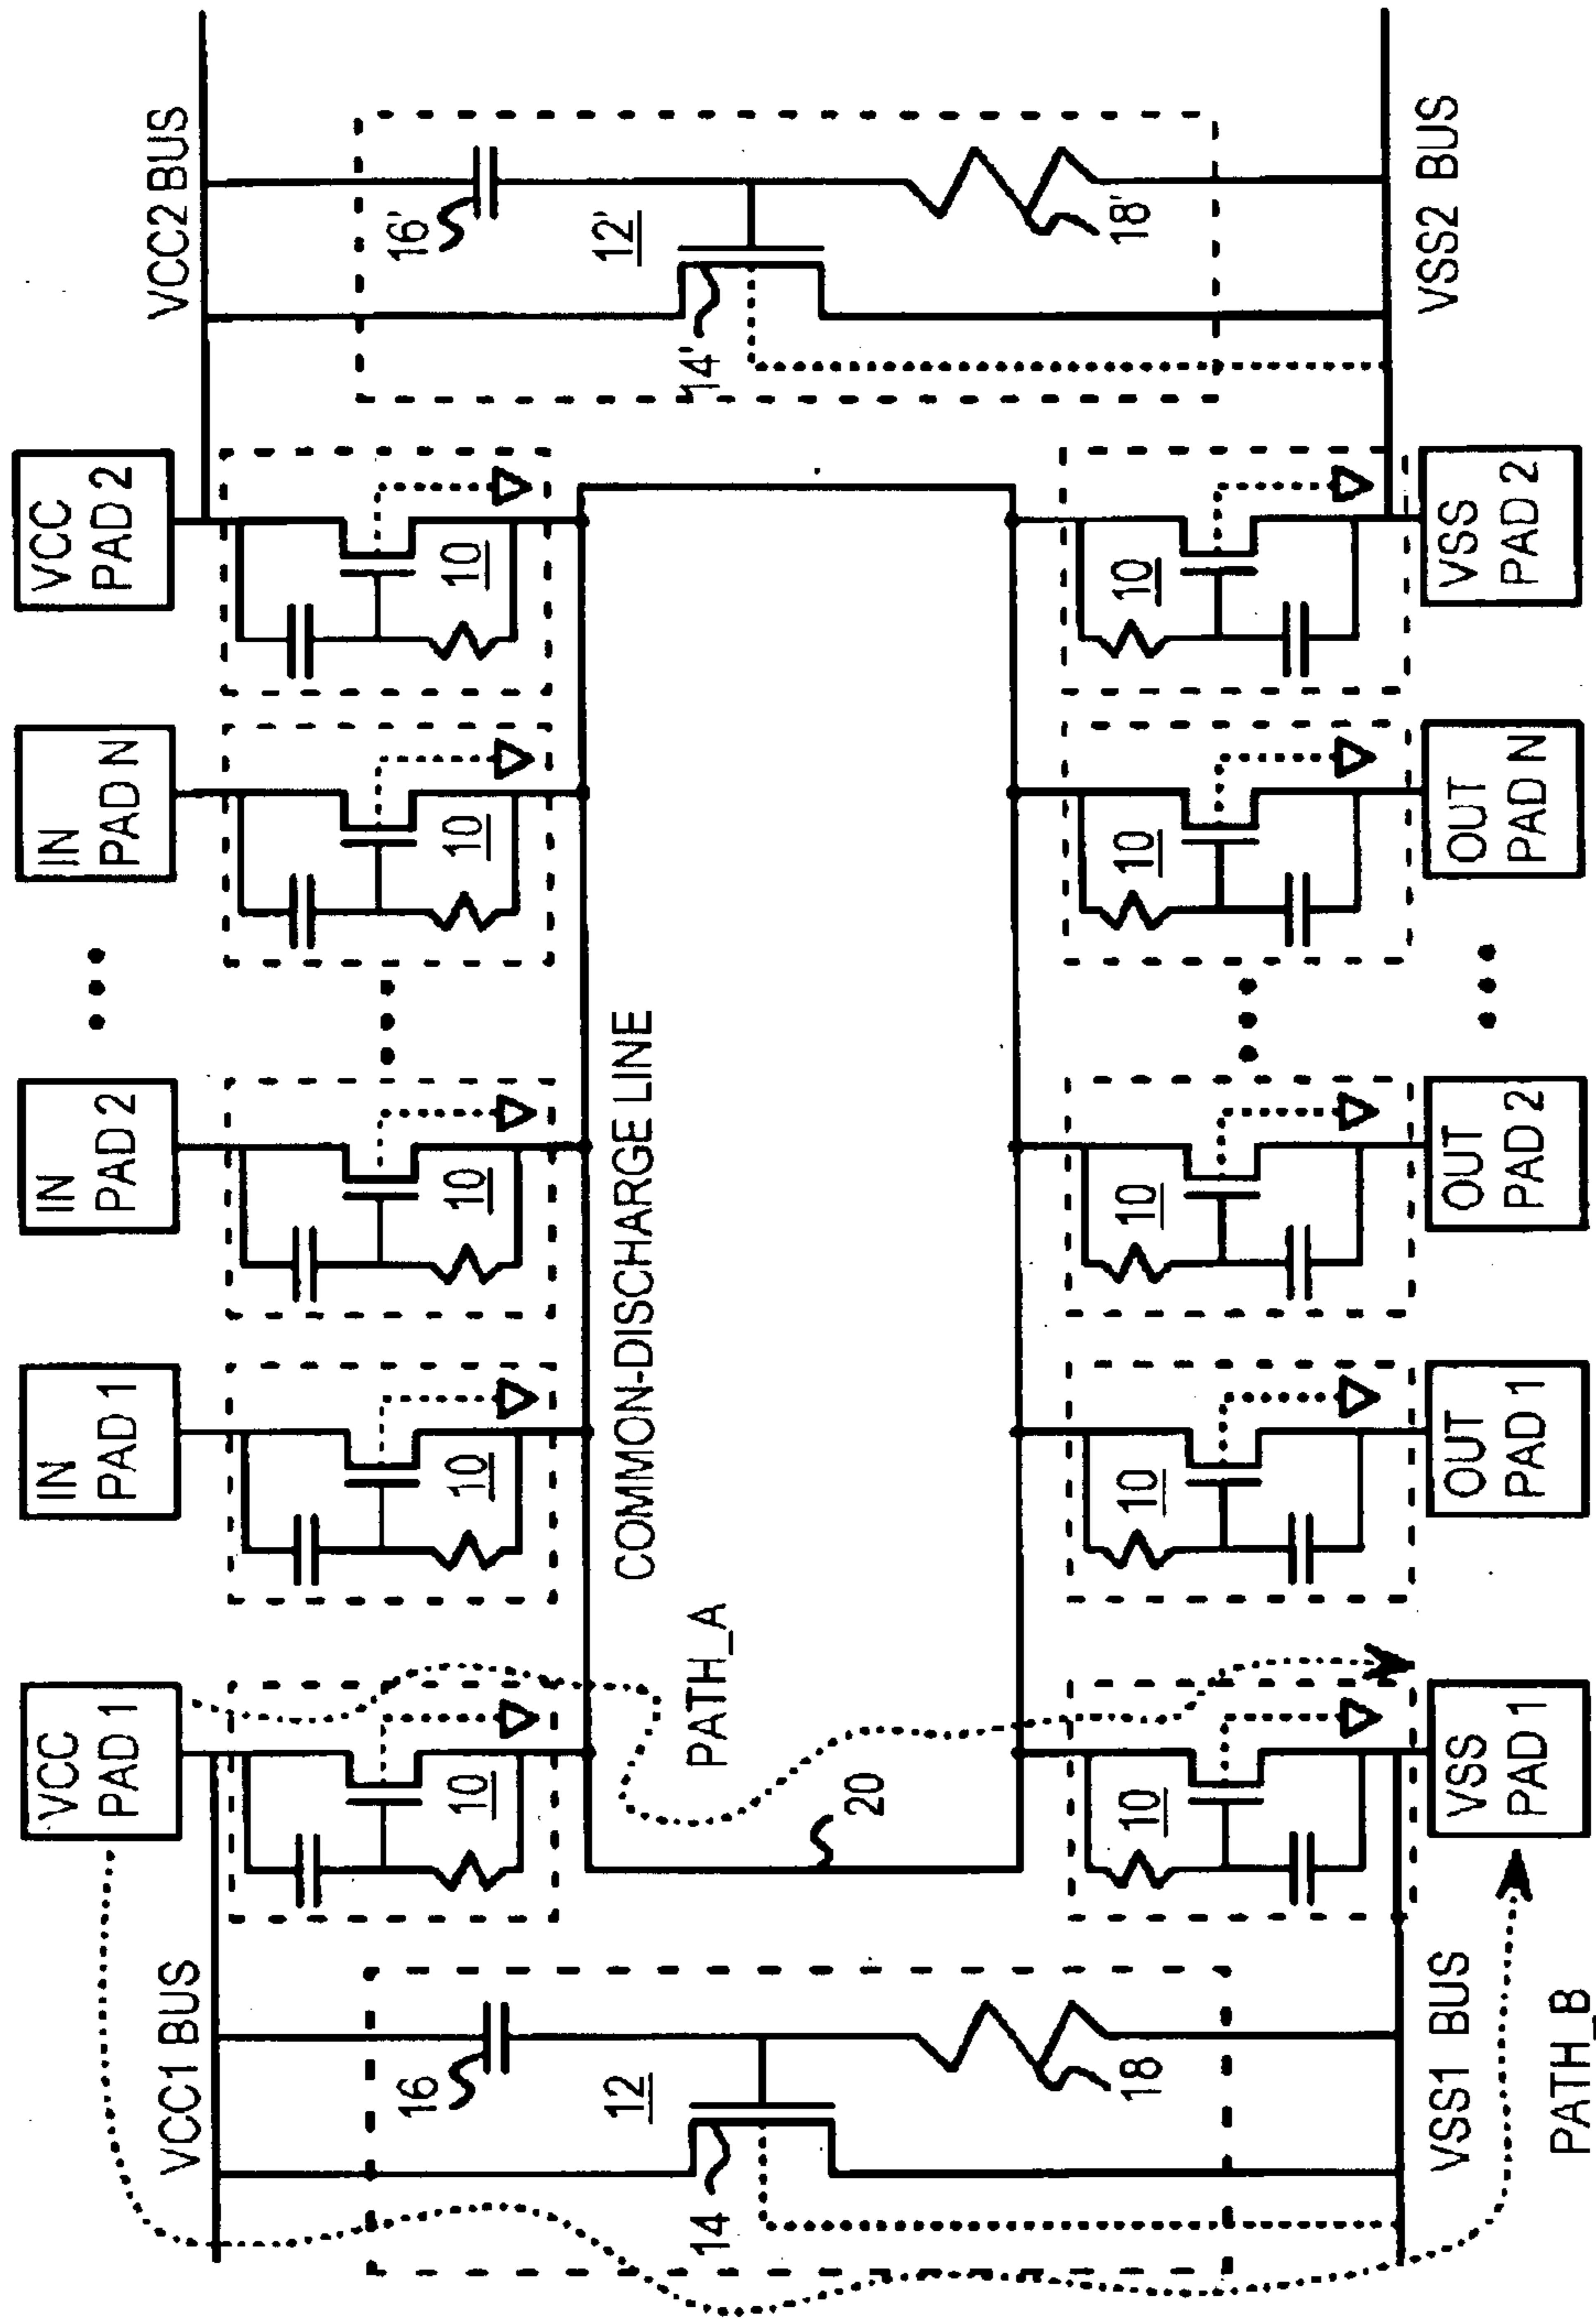 VCC
PAD 1
IN
PAD 1
IN
PAD 2
IN
PAD N
VCC
PAD 2
VCC1 BUS
VCC2 BUS
16
10
10
10
10
10
16'
12
12'
COMMON-DISCHARGE LINE
14
PATH_A
14'
20
18
10
10
10
10
10
18'
VSS1 BUS
VSS
PAD 1
OUT
PAD 1
OUT
PAD 2
OUT
PAD N
VSS
PAD 2
VSS2 BUS
PATH_B